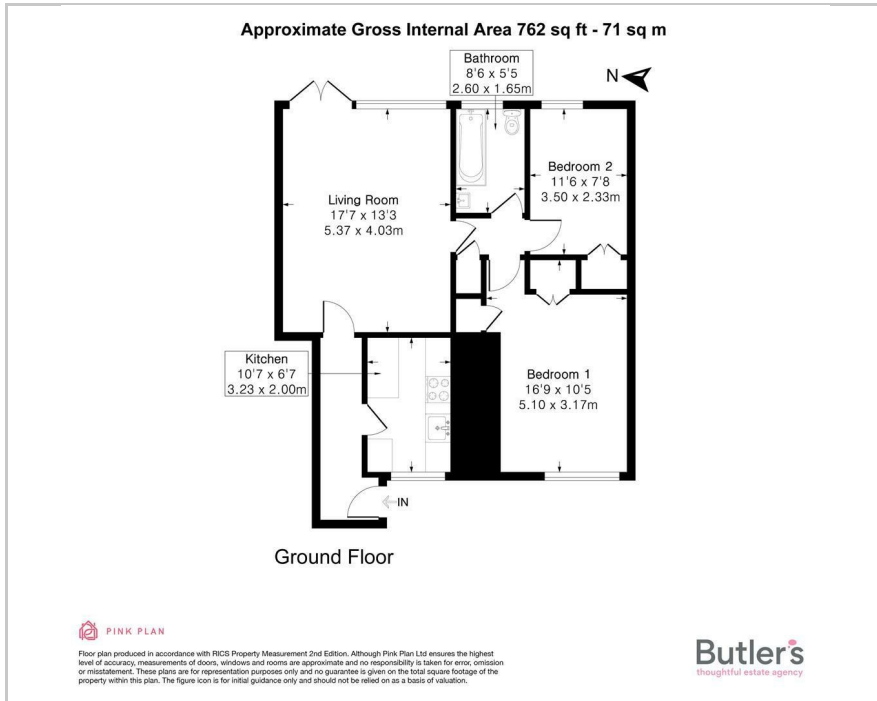 Approximate Gross Internal Area 762 sq ft - 71 sq m
Bathroom
8'6 x 5'5
2.60 x 1.65m
N
Bedroom 2
11'6 x 7'8
3.50 x 2.33m
Living Room
17'7 x 13'3
5.37 x 4.03m
Kitchen
10'7 x 6'7
3.23 x 2.00m
Bedroom 1
16'9 x 10'5
5.10 x 3.17m
IN
Ground Floor
PINK PLAN
Floor plan produced in accordance with RICS Property Measurement 2nd Edition. Although Pink Plan Ltd ensures the highest
level of accuracy, measurements of doors, windows and rooms are approximate and no responsibility is taken for error, omission
or misstatement. These plans are for representation purposes only and no guarantee is given on the total square footage of the
property within this plan. The figure icon is for initial guidance only and should not be relied on as a basis of valuation.
Butler's
thoughtful estate agency